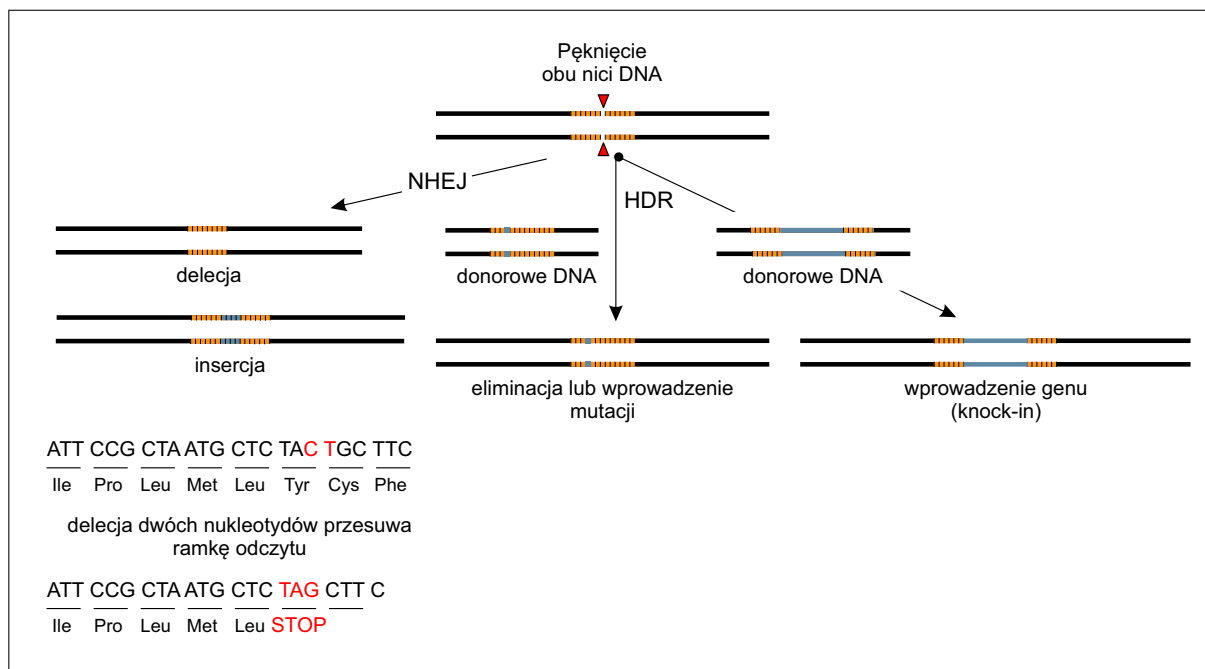 Pęknięcie
obu nici DNA
NHEJ
HDR
delecja
donorowe DNA
donorowe DNA
insercja
eliminacja lub wprowadzenie
mutacji
wprowadzenie genu
(knock-in)
ATT CCG CTA ATG CTC TAC TGC TTC
Ile Pro Leu Met Leu Tyr Cys Phe
delecja dwóch nukleotydów przesuwa
ramkę odczytu
ATT CCG CTA ATG CTC TAG CTT C
Ile Pro Leu Met Leu STOP